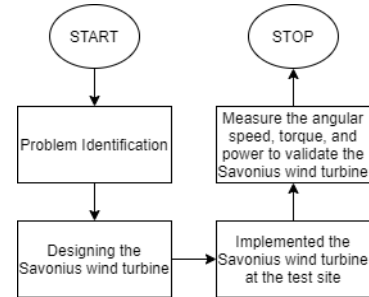 START
Problem Identification
Designing the
Savonius wind turbine
Implemented the
Savonius wind turbine
at the test site
Measure the angular
speed, torque, and
power to validate the
Savonius wind turbine
STOP